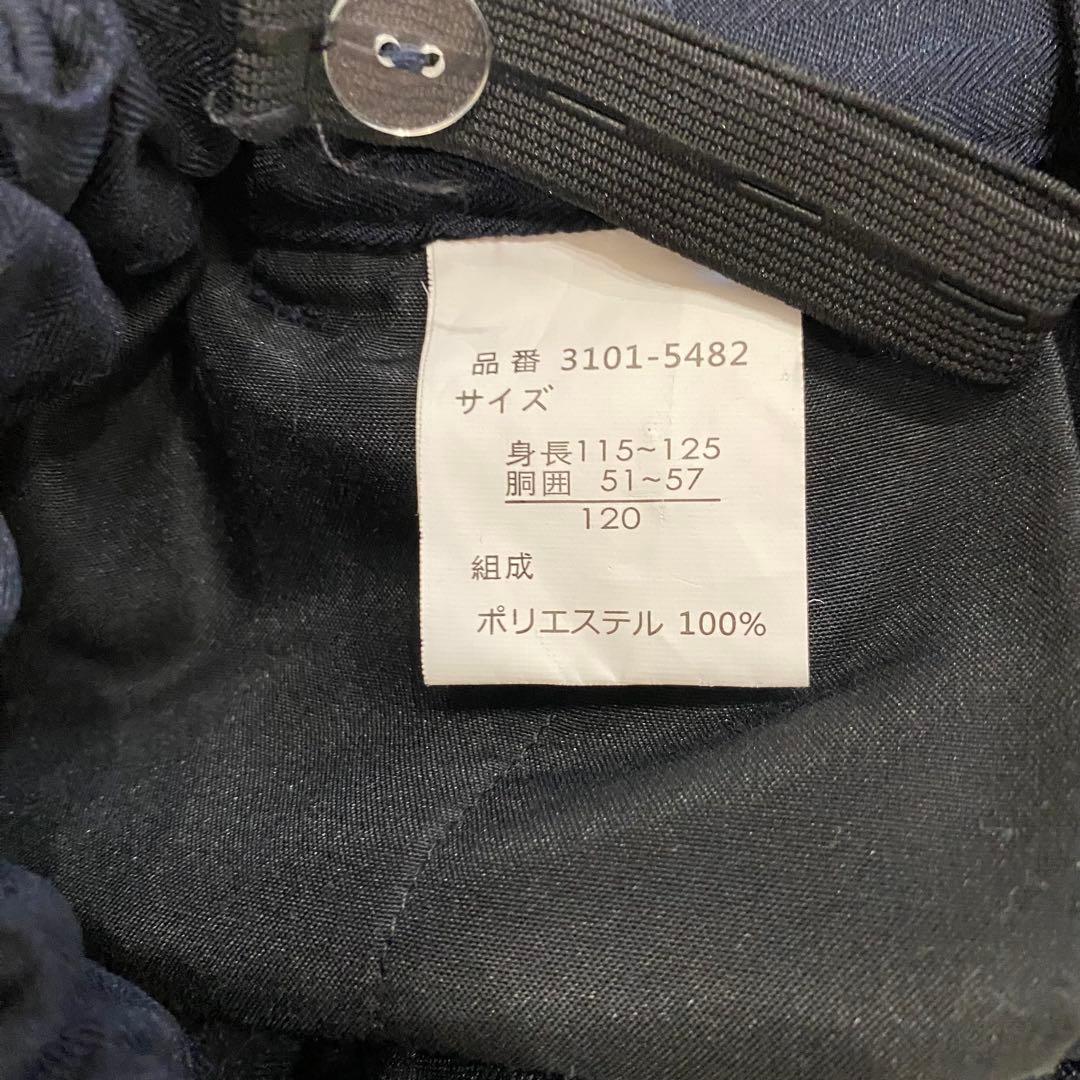 品番 3101-5482
サイズ
身長115~125
胴囲 51~57
120
組成
ポリエステル 100%